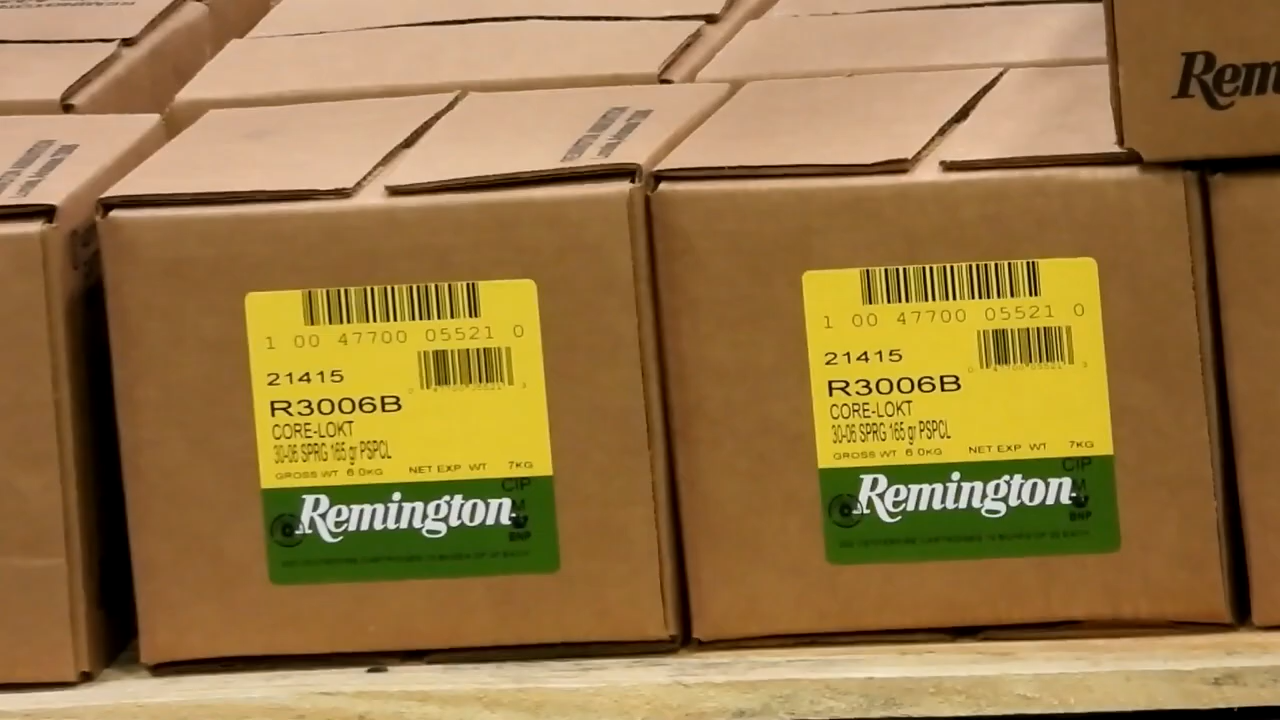 Rem
1 00 47700 05521 0
21415
R3006B
CORE-LOKT
30-06 SPRG 165 gr PSPCL
GROSS WT 6.0KG NET EXP WT 7KG
CIP
Remington
BNP
1 00 47700 05521 0
21415
R3006B
CORE-LOKT
30-06 SPRG 165 gr PSPCL
GROSS WT 6.0KG NET EXP WT 7KG
CIP
Remington
BNP